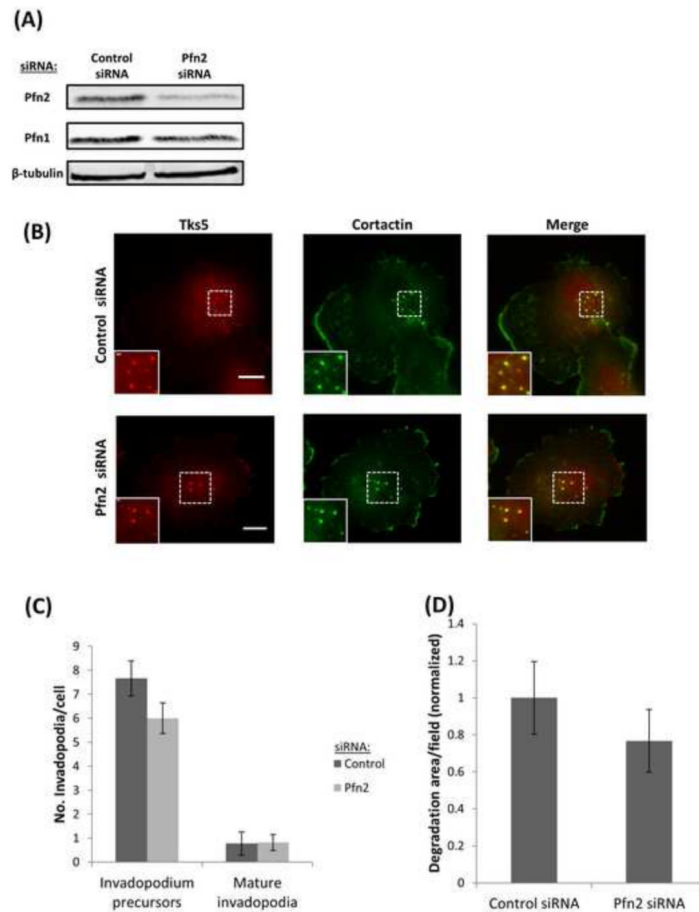 (A)
siRNA:
Control siRNA
Pfn2 siRNA
Pfn2
Pfn1
β-tubulin
(B)
Tks5
Cortactin
Merge
Control siRNA
Pfn2 siRNA
(C)
No. Invadopodia/cell
9
8
7
6
5
4
3
2
1
0
Invadopodium precursors
Mature invadopodia
siRNA:
Control
Pfn2
(D)
Degradation area/field (normalized)
1.4
1.2
1
0.8
0.6
0.4
0.2
0
Control siRNA
Pfn2 siRNA